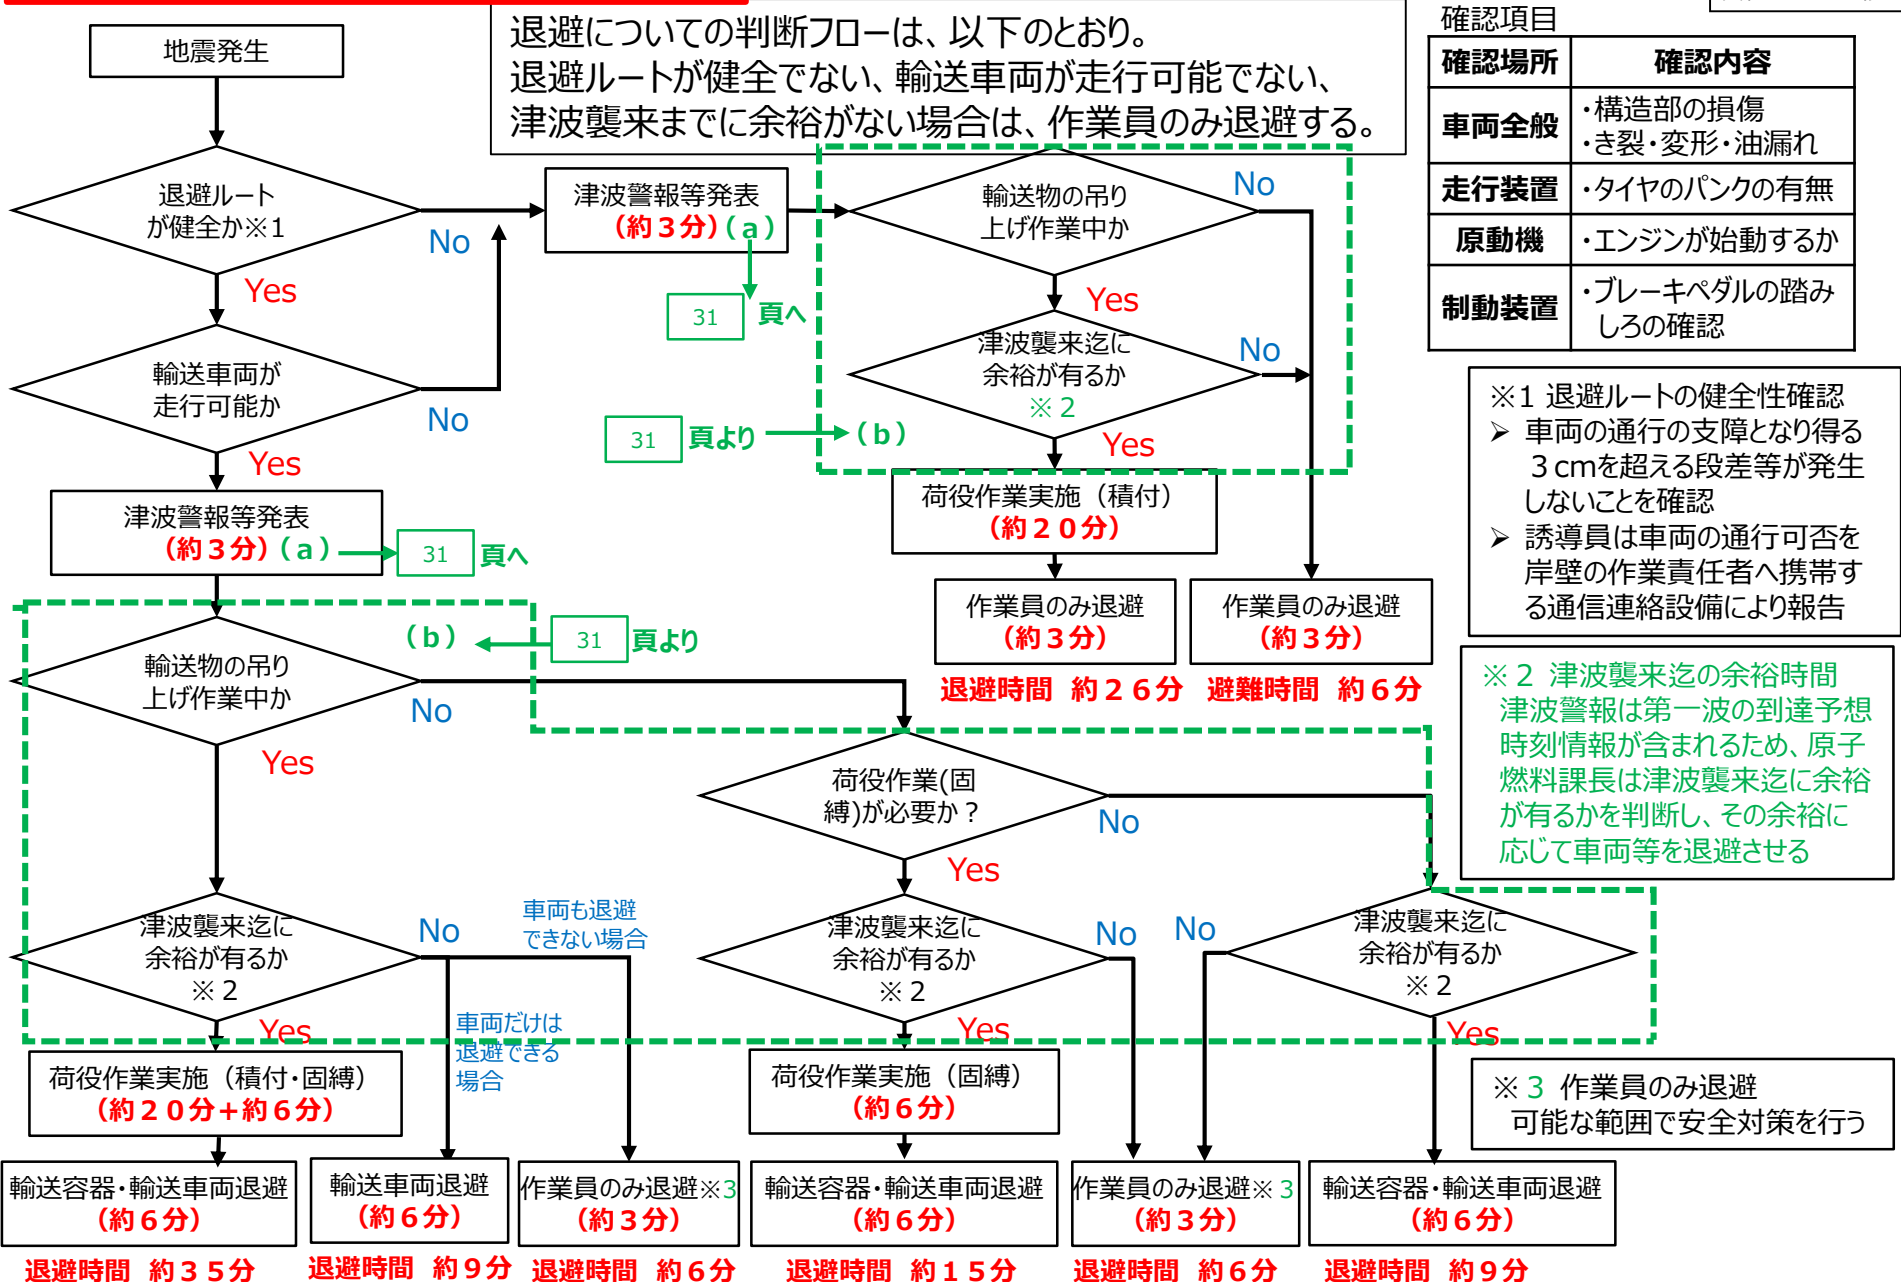 退避についての判断フローは、以下のとおり。
退避ルートが健全でない、輸送車両が走行可能でない、
津波襲来までに余裕がない場合は、作業員のみ退避する。
確認項目
確認場所 確認内容
車両全般 ・構造部の損傷
・き裂・変形・油漏れ
走行装置 ・タイヤのパンクの有無
原動機 ・エンジンが始動するか
制動装置 ・ブレーキペダルの踏み
しろの確認
地震発生
退避ルート
が健全か※1
No
Yes
輸送車両が
走行可能か
No
Yes
津波警報等発表
(約3分)(a)
31 頁へ
輸送物の吊り
上げ作業中か
No
Yes
津波襲来迄に
余裕が有るか
※2
No
Yes
31 頁より (b)
荷役作業実施(積付)
(約20分)
作業員のみ退避
(約3分)
退避時間 約26分
作業員のみ退避
(約3分)
避難時間 約6分
※1 退避ルートの健全性確認
➢ 車両の通行の支障となり得る
3cmを超える段差等が発生
しないことを確認
➢ 誘導員は車両の通行可否を
岸壁の作業責任者へ携帯す
る通信連絡設備により報告
※2 津波襲来迄の余裕時間
津波警報は第一波の到達予想
時刻情報が含まれるため、原子
燃料課長は津波襲来迄に余裕
が有るかを判断し、その余裕に
応じて車両等を退避させる
津波警報等発表
(約3分)(a)
31 頁へ
(b) 31 頁より
輸送物の吊り
上げ作業中か
No
Yes
荷役作業(固
縛)が必要か?
No
Yes
津波襲来迄に
余裕が有るか
※2
No
Yes
車両も退避
できない場合
車両だけは
退避できる
場合
津波襲来迄に
余裕が有るか
※2
No
Yes
津波襲来迄に
余裕が有るか
※2
No
Yes
荷役作業実施(積付・固縛)
(約20分+約6分)
荷役作業実施(固縛)
(約6分)
※3 作業員のみ退避
可能な範囲で安全対策を行う
輸送容器・輸送車両退避
(約6分)
退避時間 約35分
輸送車両退避
(約6分)
退避時間 約9分
作業員のみ退避※3
(約3分)
退避時間 約6分
輸送容器・輸送車両退避
(約6分)
退避時間 約15分
作業員のみ退避※3
(約3分)
退避時間 約6分
輸送容器・輸送車両退避
(約6分)
退避時間 約9分